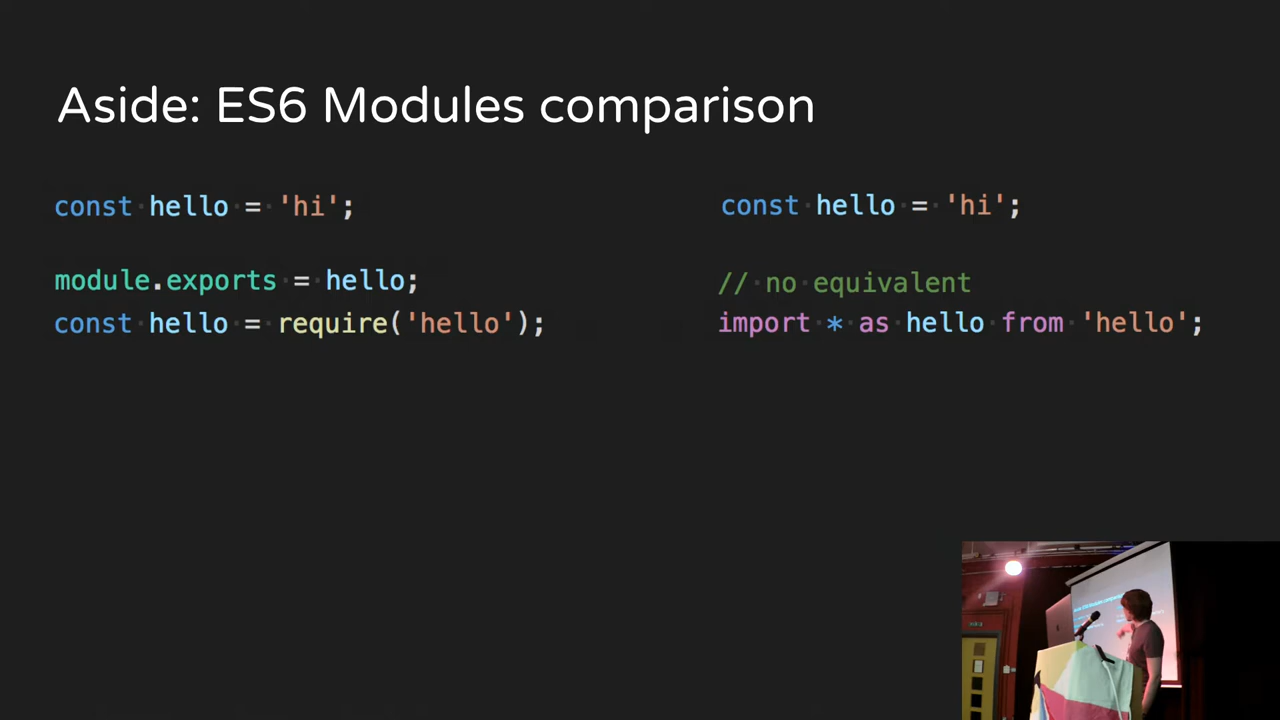 Aside: ES6 Modules comparison
const hello = 'hi';
module.exports = hello;
const hello = require('hello');
const hello = 'hi';
// no equivalent
import * as hello from 'hello';